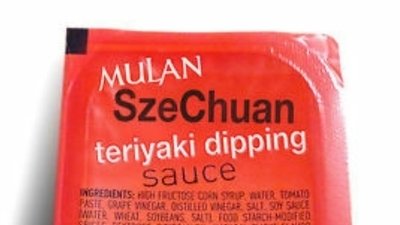 MULAN
SzeChuan
teriyaki dipping
sauce
INGREDIENTS: HIGH FRUCTOSE CORN SYRUP, WATER, TOMATO
PASTE, GRAPE VINEGAR, DISTILLED VINEGAR, SALT, SOY SAUCE
(WATER, WHEAT, SOYBEANS, SALT), FOOD STARCH-MODIFIED